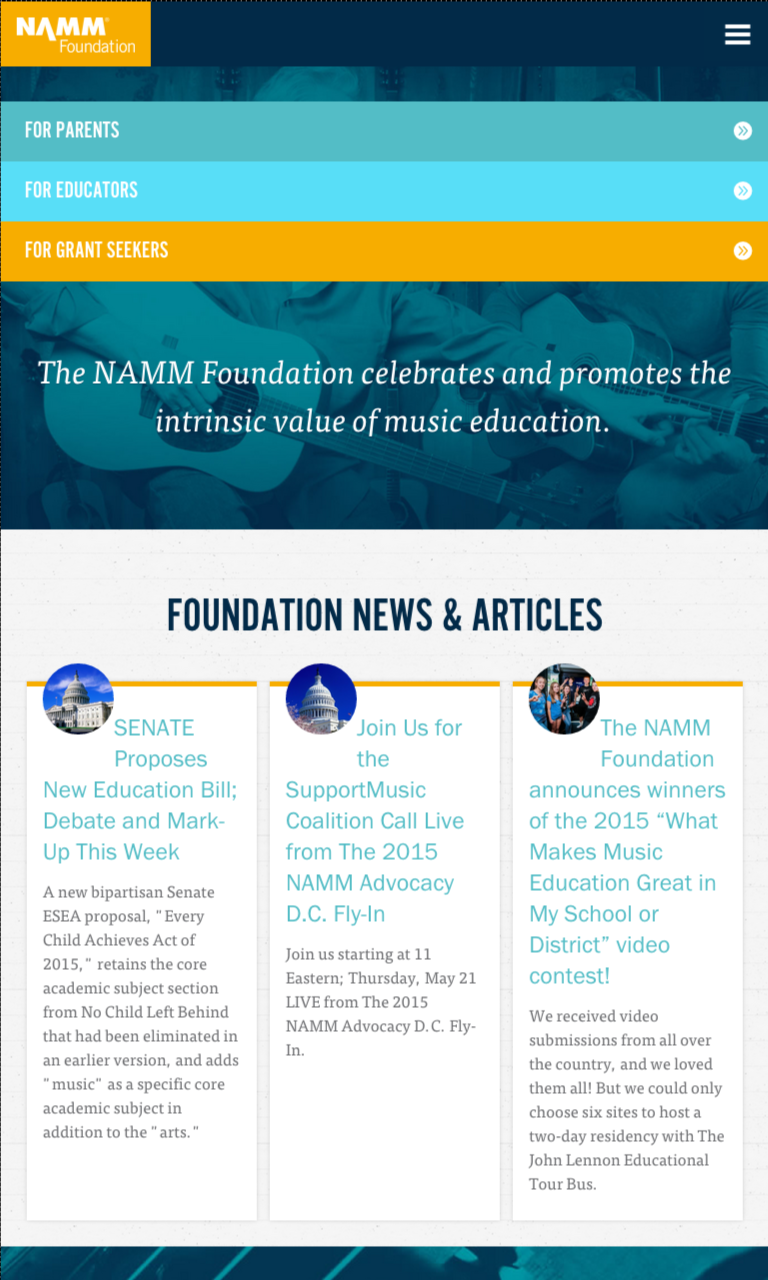 NAMM
Foundation
FOR PARENTS
FOR EDUCATORS
FOR GRANT SEEKERS
The NAMM Foundation celebrates and promotes the
intrinsic value of music education.
FOUNDATION NEWS & ARTICLES
SENATE
Proposes
New Education Bill;
Debate and Mark-
Up This Week
A new bipartisan Senate
ESEA proposal, "Every
Child Achieves Act of
2015," retains the core
academic subject section
from No Child Left Behind
that had been eliminated in
an earlier version, and adds
"music" as a specific core
academic subject in
addition to the "arts."
Join Us for
the
SupportMusic
Coalition Call Live
from The 2015
NAMM Advocacy
D.C. Fly-In
Join us starting at 11
Eastern; Thursday, May 21
LIVE from The 2015
NAMM Advocacy D.C. Fly-
In.
The NAMM
Foundation
announces winners
of the 2015 “What
Makes Music
Education Great in
My School or
District” video
contest!
We received video
submissions from all over
the country, and we loved
them all! But we could only
choose six sites to host a
two-day residency with The
John Lennon Educational
Tour Bus.